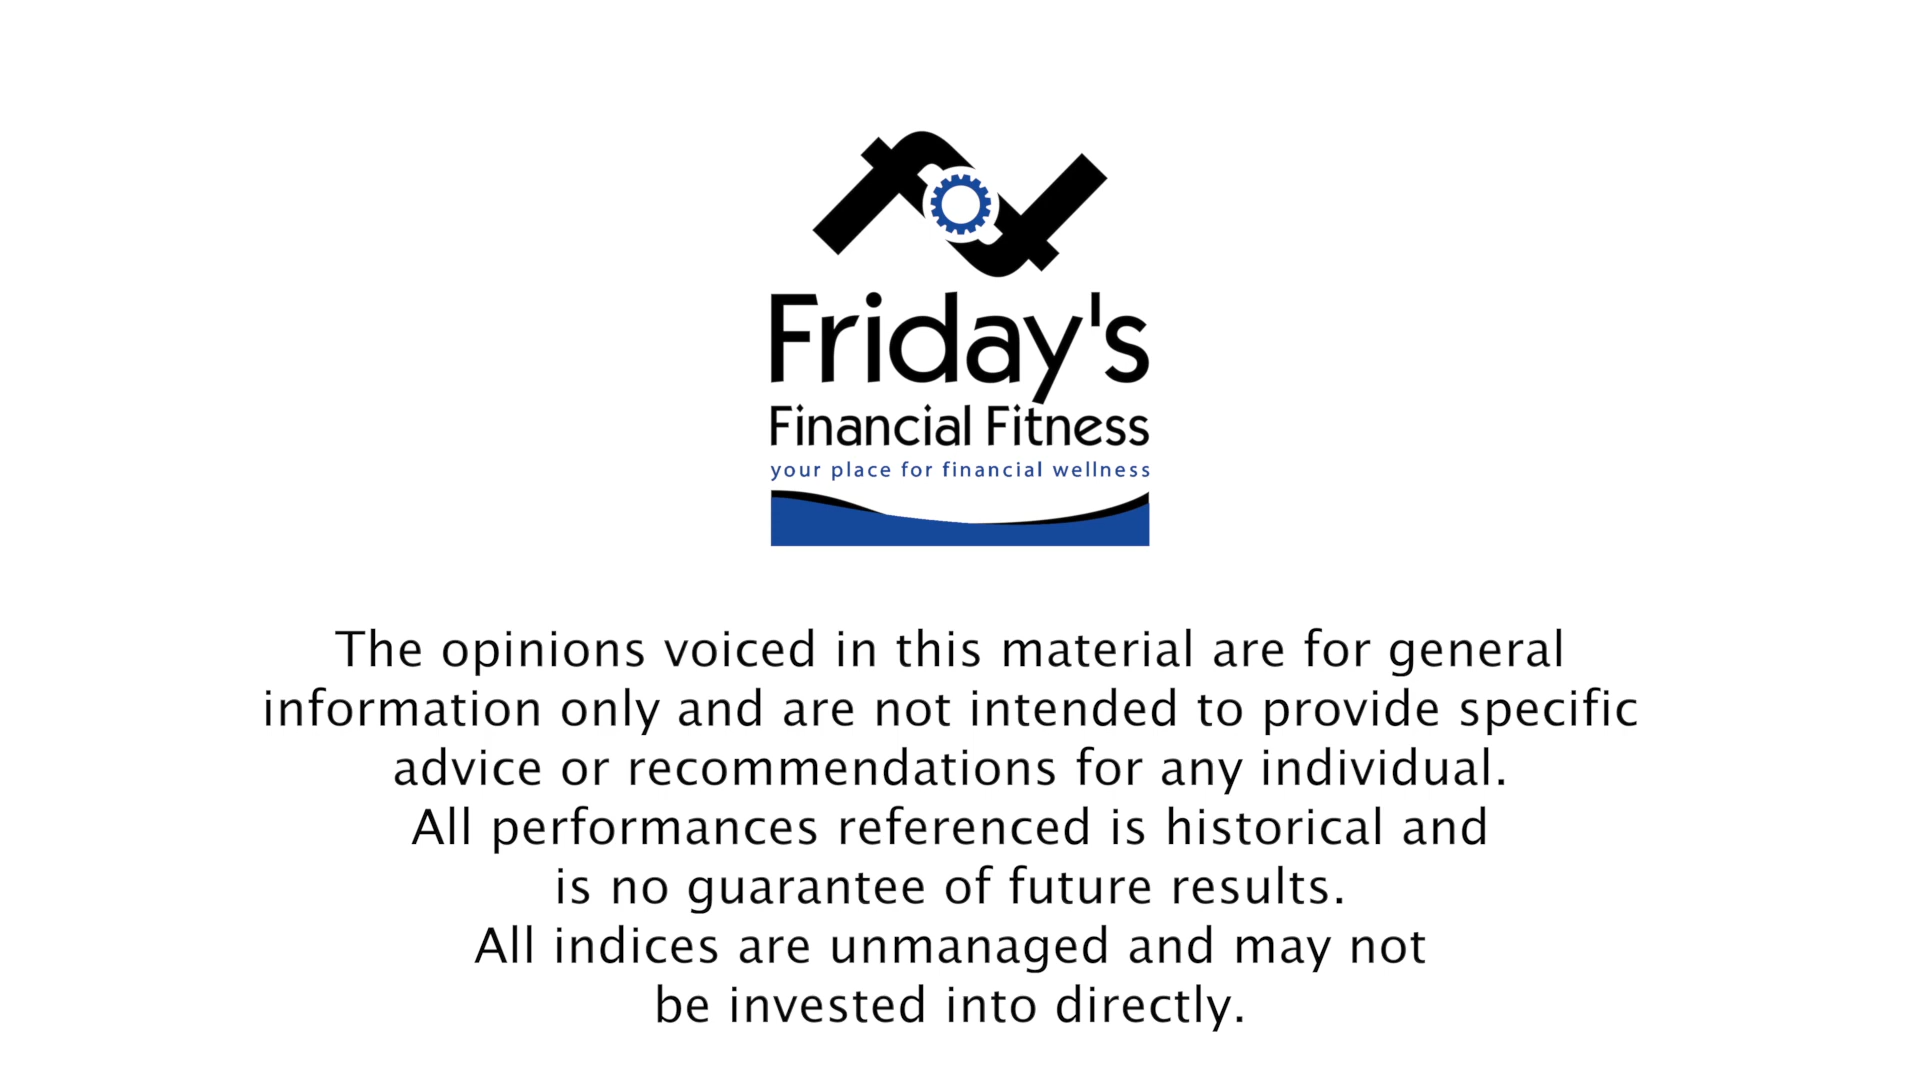 Friday's
Financial Fitness
your place for financial wellness
The opinions voiced in this material are for general
information only and are not intended to provide specific
advice or recommendations for any individual.
All performances referenced is historical and
is no guarantee of future results.
All indices are unmanaged and may not
be invested into directly.